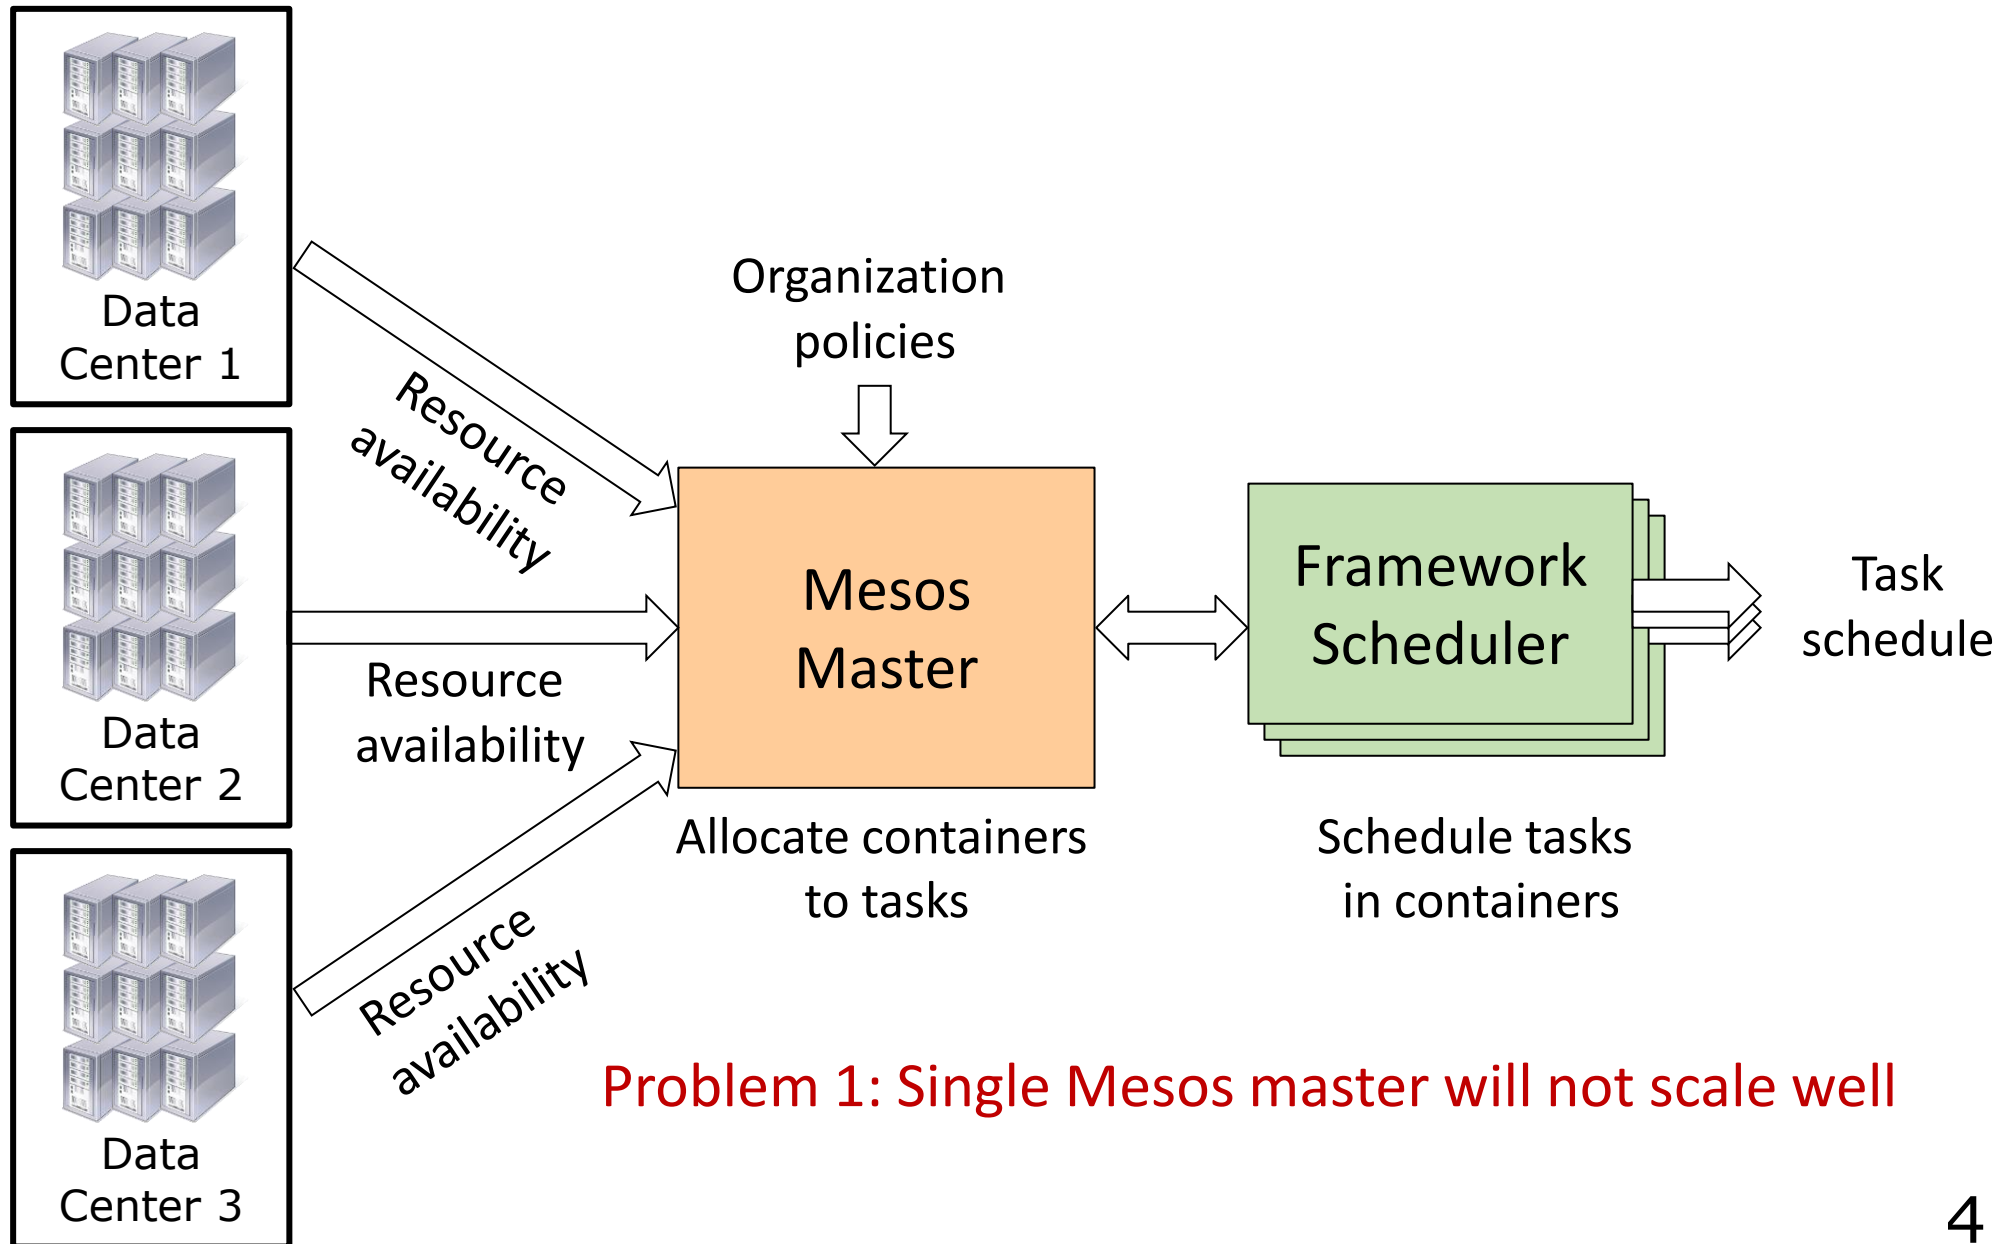 Data
Center 1
Resource
availability
Organization
policies
Data
Center 2
Resource
availability
Mesos
Master
Allocate containers
to tasks
Framework
Scheduler
Schedule tasks
in containers
Task
schedule
Data
Center 3
Resource
availability
Problem 1: Single Mesos master will not scale well
4